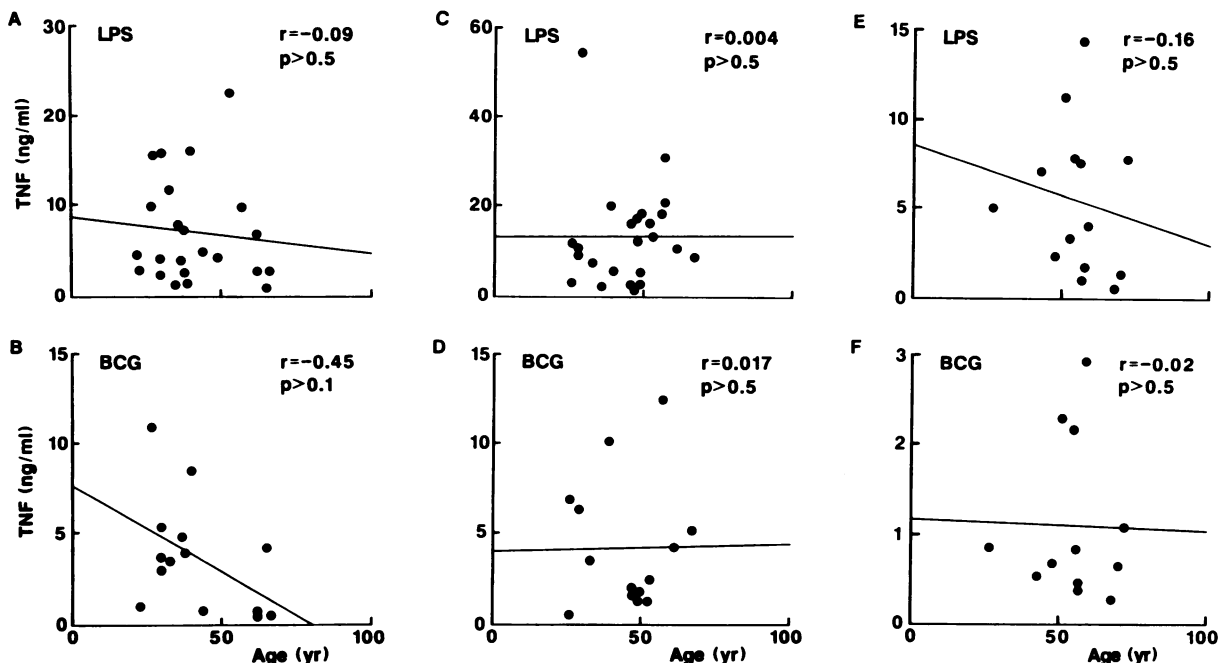 A
LPS
r=-0.09
p>0.5
30
20
10
0
TNF (ng/ml)
C
LPS
r=0.004
p>0.5
60
40
20
0
E
LPS
r=-0.16
p>0.5
15
10
5
0
B
BCG
r=-0.45
p>0.1
15
10
5
0
TNF (ng/ml)
0
50
100
Age (yr)
D
BCG
r=0.017
p>0.5
15
10
5
0
0
50
100
Age (yr)
F
BCG
r=-0.02
p>0.5
3
2
1
0
0
50
100
Age (yr)